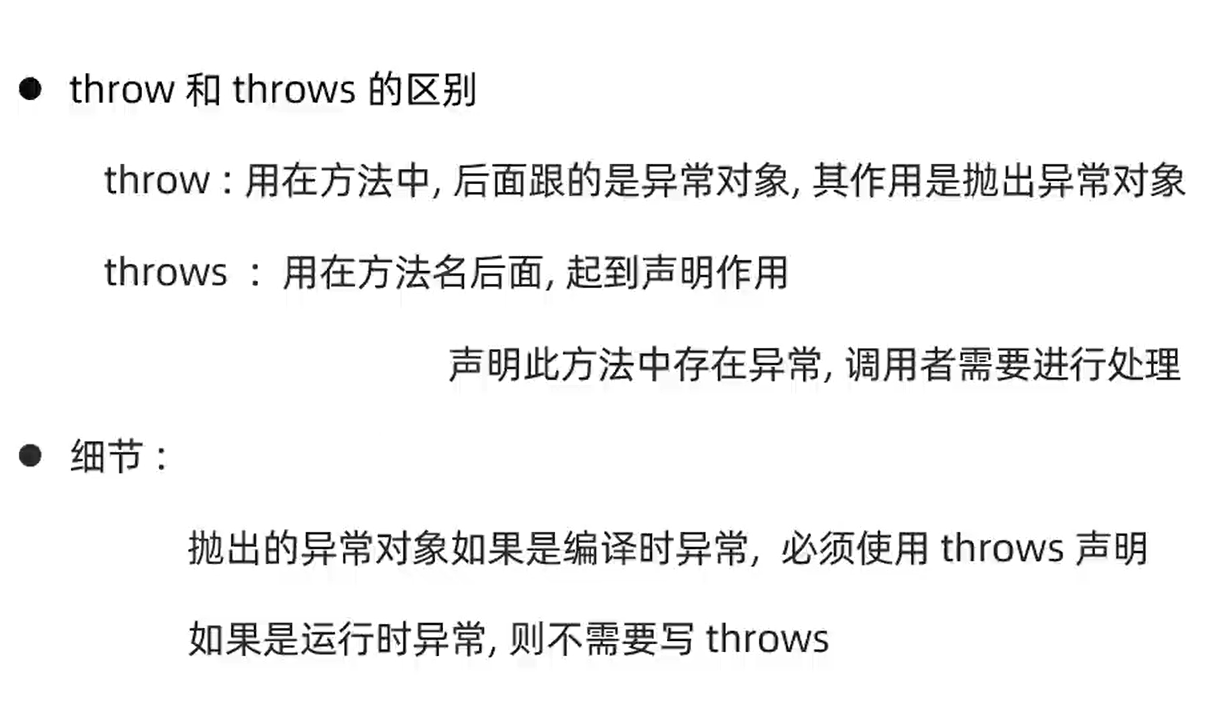 throw 和 throws 的区别
throw : 用在方法中, 后面跟的是异常对象, 其作用是抛出异常对象
throws : 用在方法名后面, 起到声明作用
声明此方法中存在异常, 调用者需要进行处理
细节 :
抛出的异常对象如果是编译时异常, 必须使用 throws 声明
如果是运行时异常, 则不需要写 throws